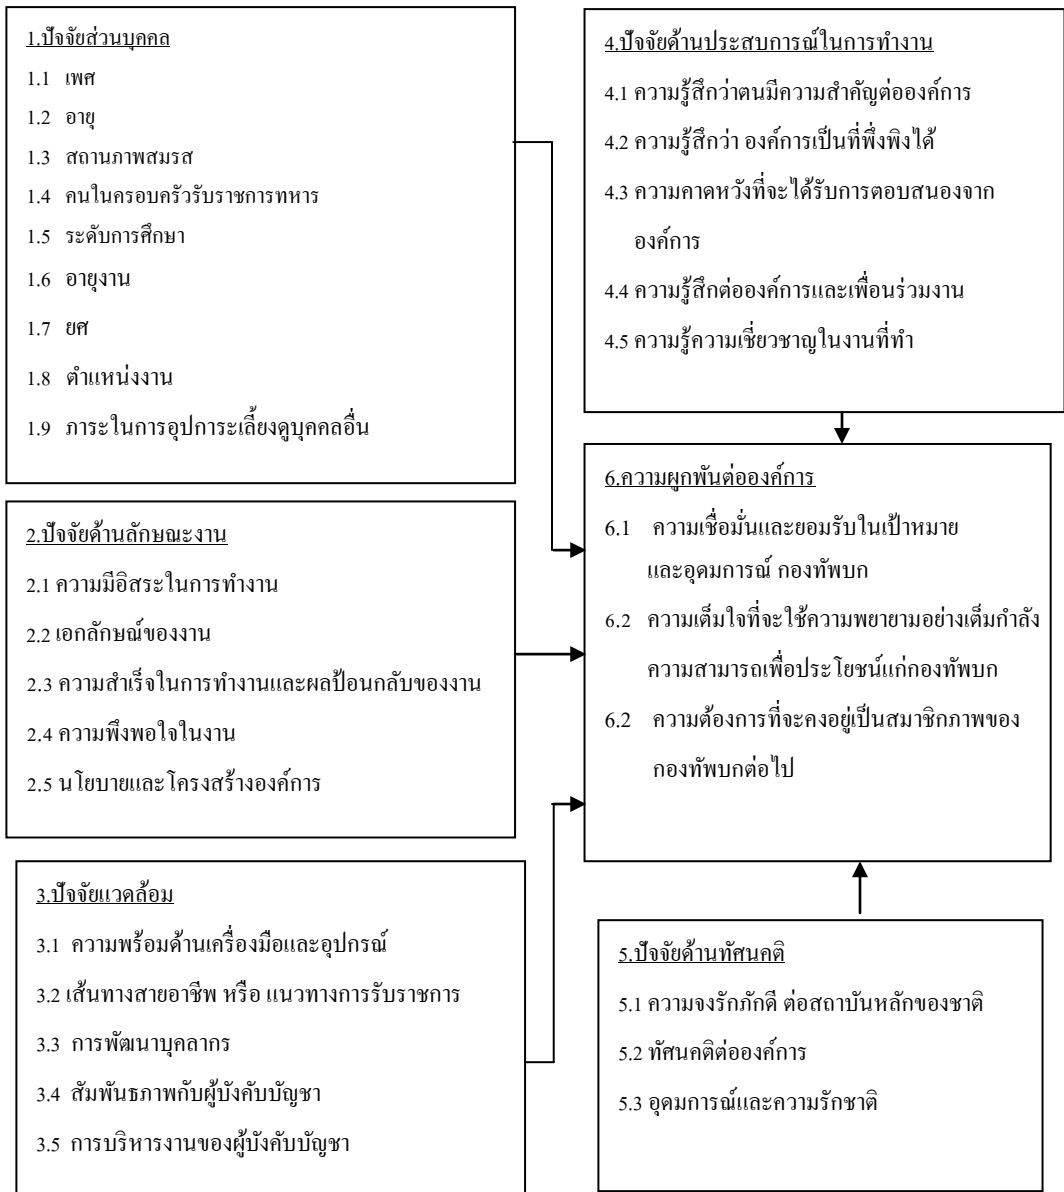 1.ปัจจัยส่วนบุคคล
1.1 เพศ
1.2 อายุ
1.3 สถานภาพสมรส
1.4 คนในครอบครัวรับราชการทหาร
1.5 ระดับการศึกษา
1.6 อายุงาน
1.7 ยศ
1.8 ตำแหน่งงาน
1.9 ภาระในการอุปการะเลี้ยงดูบุคคลอื่น
2.ปัจจัยด้านลักษณะงาน
2.1 ความมีอิสระในการทำงาน
2.2 เอกลักษณ์ของงาน
2.3 ความสำเร็จในการทำงานและผลป้อนกลับของงาน
2.4 ความพึงพอใจในงาน
2.5 นโยบายและโครงสร้างองค์การ
3.ปัจจัยแวดล้อม
3.1 ความพร้อมด้านเครื่องมือและอุปกรณ์
3.2 เส้นทางสายอาชีพ หรือ แนวทางการรับราชการ
3.3 การพัฒนาบุคลากร
3.4 สัมพันธภาพกับผู้บังคับบัญชา
3.5 การบริหารงานของผู้บังคับบัญชา
4.ปัจจัยด้านประสบการณ์ในการทำงาน
4.1 ความรู้สึกว่าตนมีความสำคัญต่อองค์การ
4.2 ความรู้สึกว่า องค์การเป็นที่พึ่งพิงได้
4.3 ความคาดหวังที่จะได้รับการตอบสนองจาก
องค์การ
4.4 ความรู้สึกต่อองค์การและเพื่อนร่วมงาน
4.5 ความรู้ความเชี่ยวชาญในงานที่ทำ
6.ความผูกพันต่อองค์การ
6.1 ความเชื่อมั่นและยอมรับในเป้าหมาย
และอุดมการณ์ กองทัพบก
6.2 ความเต็มใจที่จะใช้ความพยายามอย่างเต็มกำลัง
ความสามารถเพื่อประโยชน์แก่กองทัพบก
6.2 ความต้องการที่จะคงอยู่เป็นสมาชิกภาพของ
กองทัพบกต่อไป
5.ปัจจัยด้านทัศนคติ
5.1 ความจงรักภักดี ต่อสถาบันหลักของชาติ
5.2 ทัศนคติต่อองค์การ
5.3 อุดมการณ์และความรักชาติ